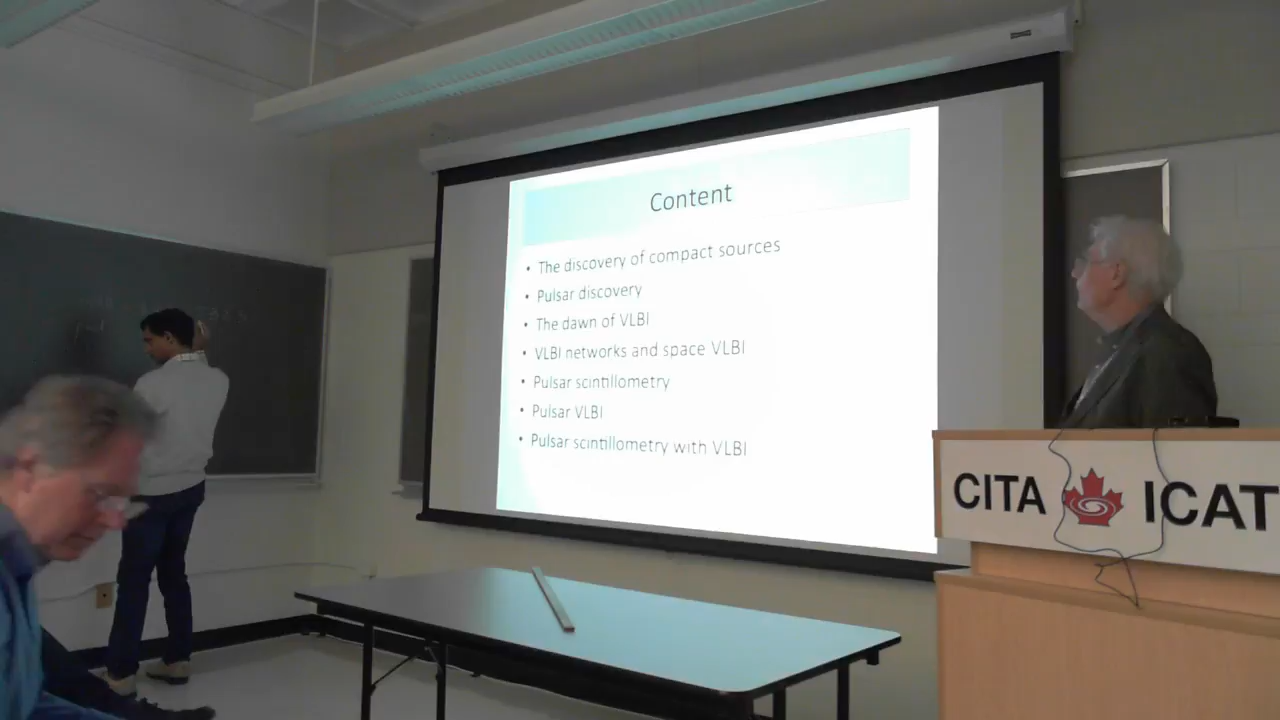 Content
• The discovery of compact sources
• Pulsar discovery
• The dawn of VLBI
• VLBI networks and space VLBI
• Pulsar scintillometry
• Pulsar VLBI
• Pulsar scintillometry with VLBI
CITA ICAT